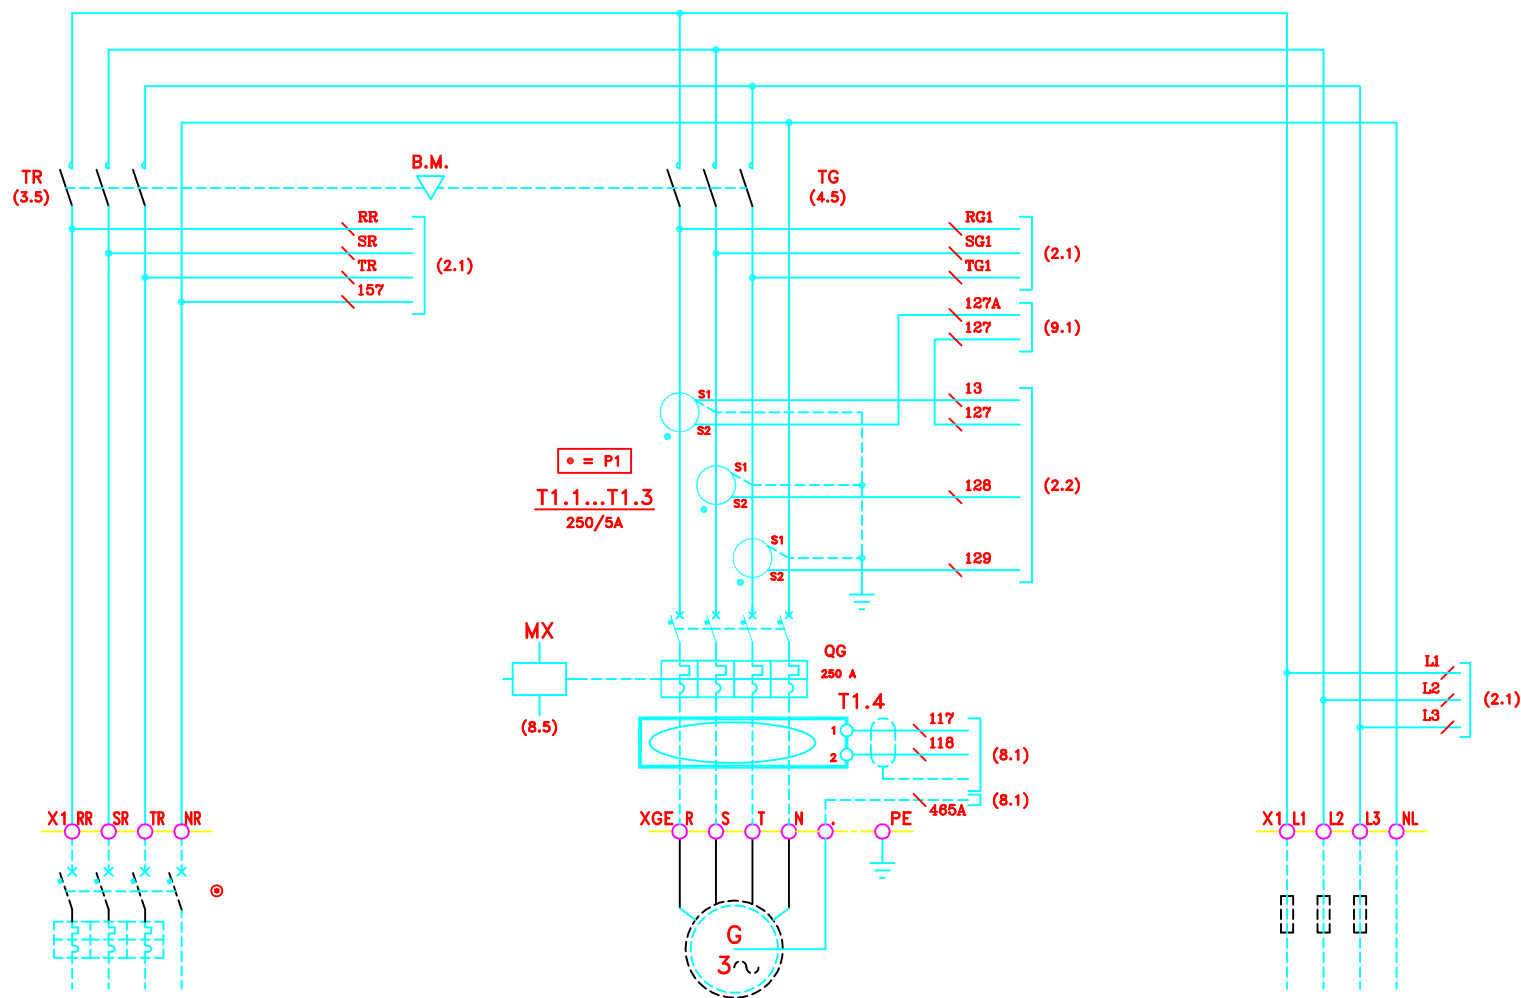 B.M.
TR
(3.5)
TG
(4.5)
RR
SR
TR
157
(2.1)
RG1
SG1
TG1
(2.1)
127A
127
(9.1)
S1
S2
13
127
= P1
T1.1...T1.3
250/5A
S1
S2
128
(2.2)
S1
S2
129
MX
(8.5)
QG
250 A
T1.4
1
2
117
118
(8.1)
465A
(8.1)
L1
L2
L3
(2.1)
X1 RR SR TR NR
XGE R S T N . PE
X1 L1 L2 L3 NL
G
3